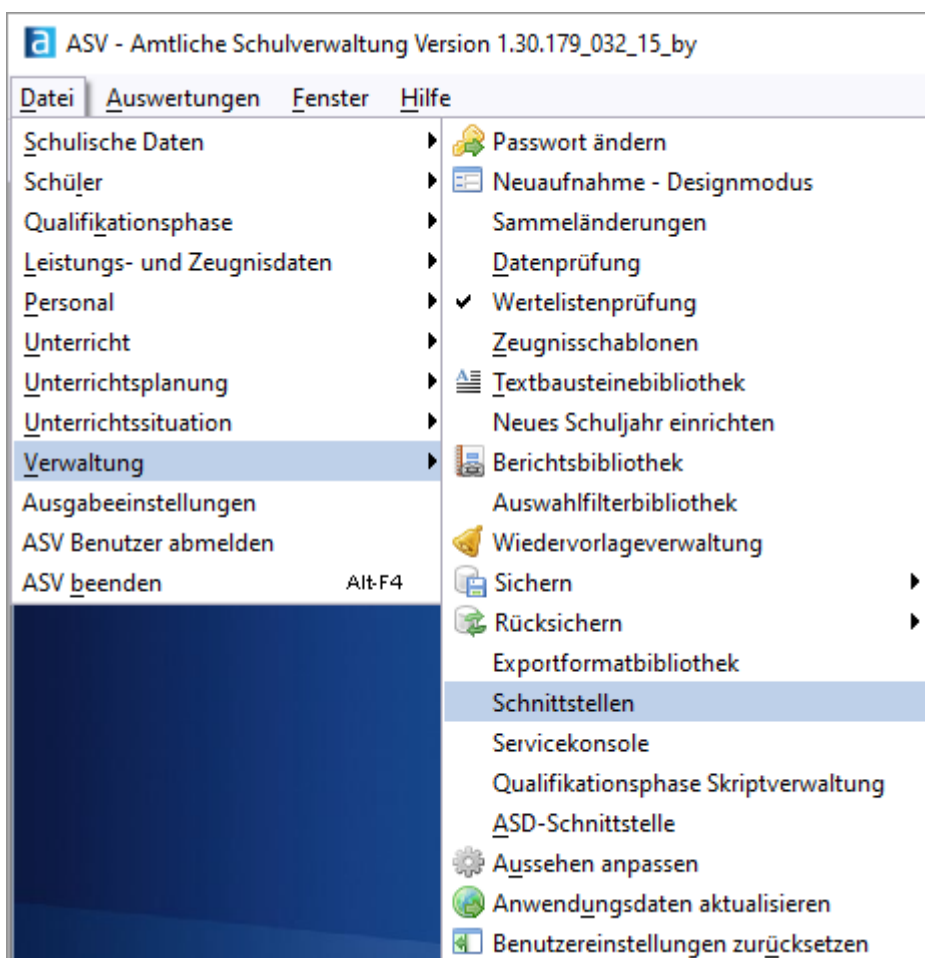 a ASV - Amtliche Schulverwaltung Version 1.30.179_032_15_by
Datei Auswertungen Fenster Hilfe
Schulische Daten
Schüler
Qualifikationsphase
Leistungs- und Zeugnisdaten
Personal
Unterricht
Unterrichtsplanung
Unterrichtssituation
Verwaltung
Ausgabeeinstellungen
ASV Benutzer abmelden
ASV beenden Alt-F4
Passwort ändern
Neuaufnahme - Designmodus
Sammeländerungen
Datenprüfung
Wertelistenprüfung
Zeugnisschablonen
Textbausteinebibliothek
Neues Schuljahr einrichten
Berichtsbibliothek
Auswahlfilterbibliothek
Wiedervorlageverwaltung
Sichern
Rücksichern
Exportformatbibliothek
Schnittstellen
Servicekonsole
Qualifikationsphase Skriptverwaltung
ASD-Schnittstelle
Aussehen anpassen
Anwendungsdaten aktualisieren
Benutzereinstellungen zurücksetzen